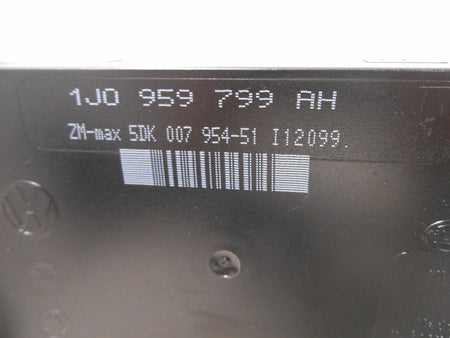 1J0 959 799 AH
ZM-max 5DK 007 954-51 I12099.